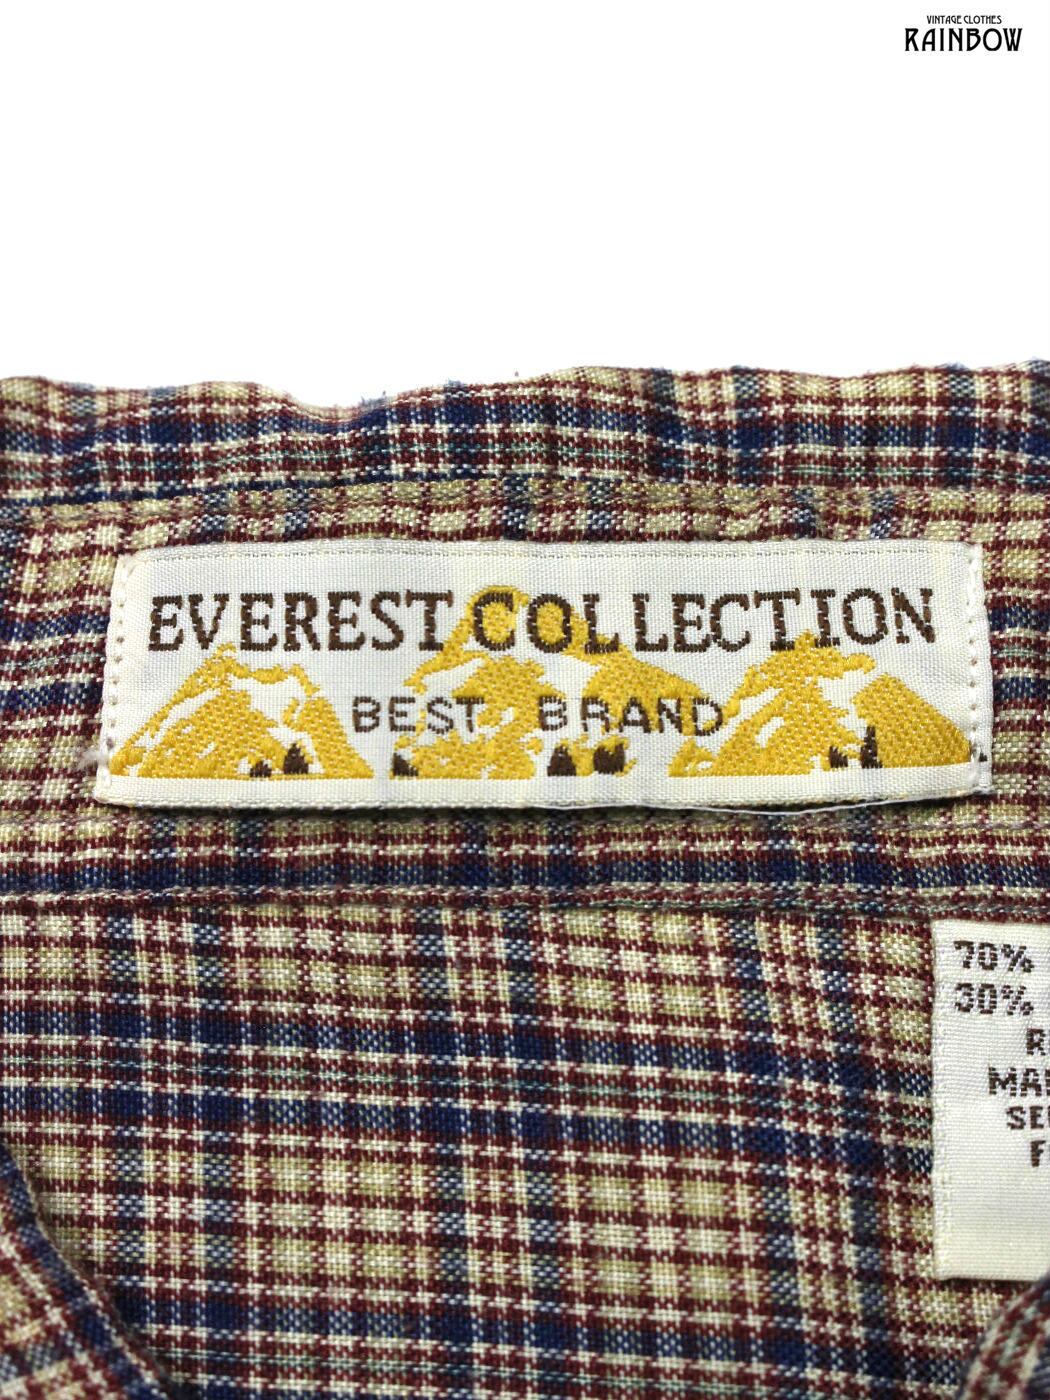 VINTAGE CLOTHES
RAINBOW
EVEREST COLLECTION
BEST BRAND
70%
30%